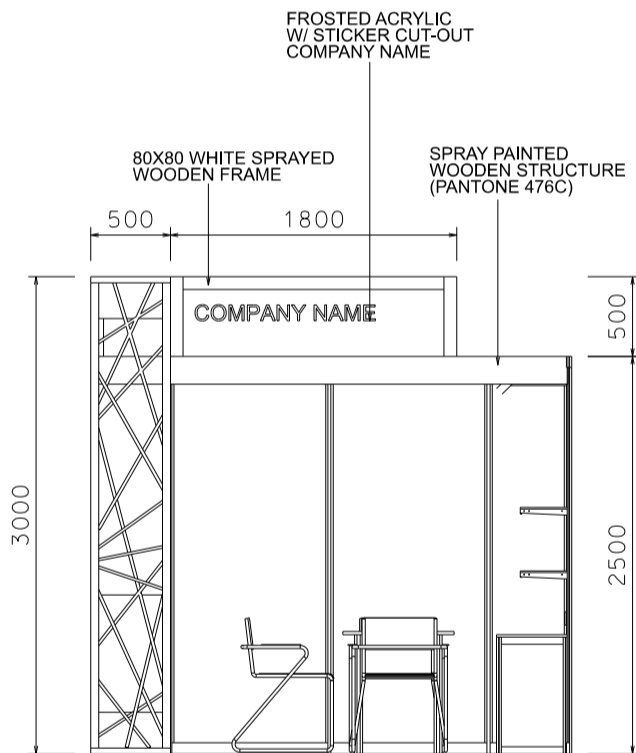 FROSTED ACRYLIC
W/ STICKER CUT-OUT
COMPANY NAME
80X80 WHITE SPRAYED
WOODEN FRAME
SPRAY PAINTED
WOODEN STRUCTURE
(PANTONE 476C)
500
1800
COMPANY NAME
500
3000
2500